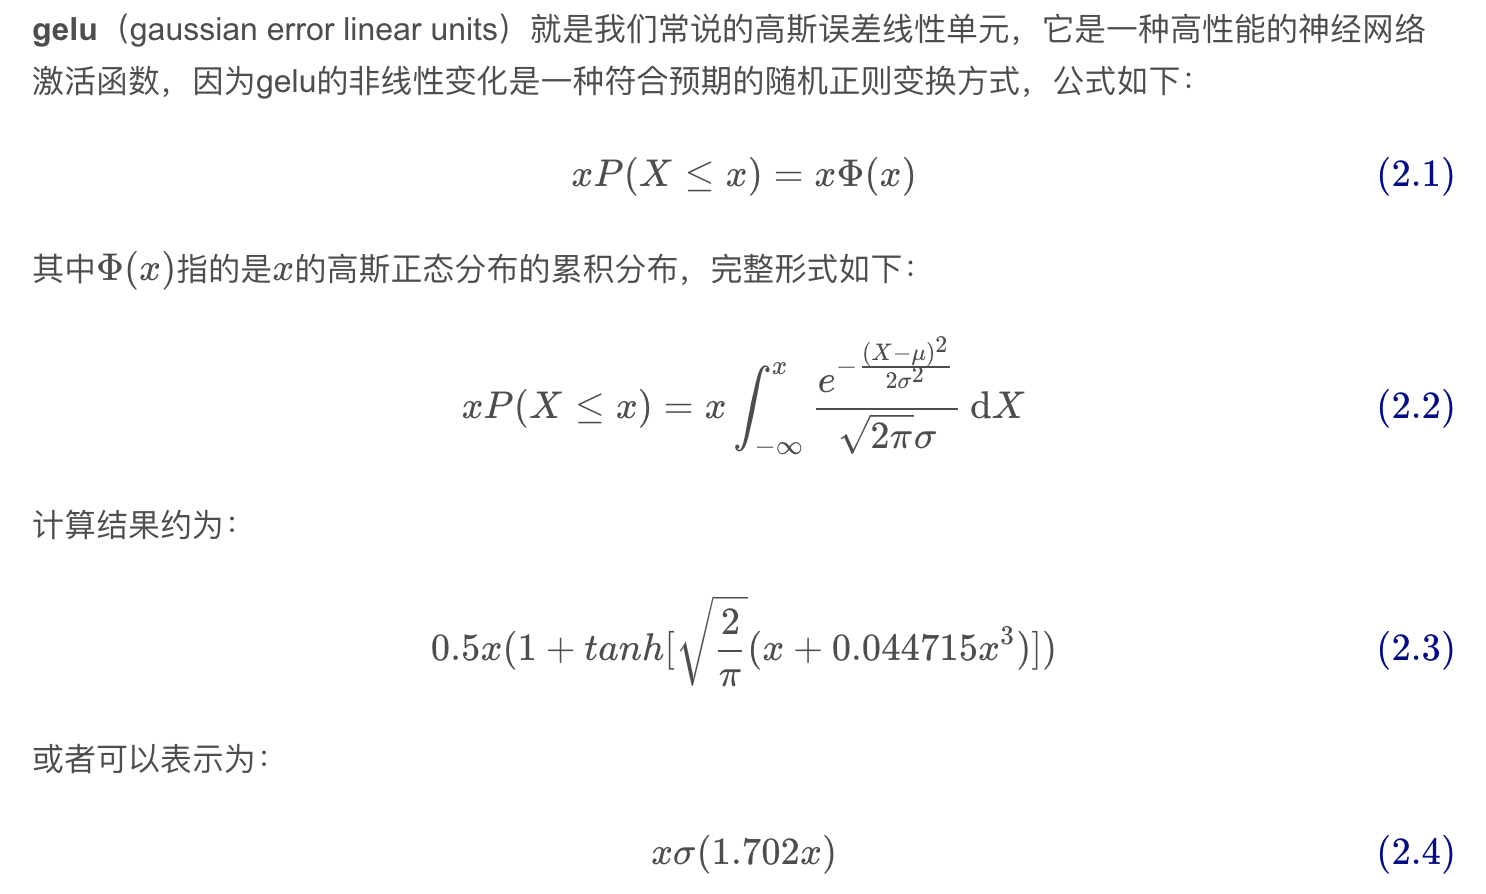 gelu（gaussian error linear units）就是我们常说的高斯误差线性单元，它是一种高性能的神经网络
激活函数，因为gelu的非线性变化是一种符合预期的随机正则变换方式，公式如下：
$xP(X \leq x) = x\Phi(x)$ (2.1)
其中$\Phi(x)$指的是$x$的高斯正态分布的累积分布，完整形式如下：
$xP(X \leq x) = x\int_{-\infty}^{x} \frac{e^{-\frac{(X-\mu)^2}{2\sigma^2}}}{\sqrt{2\pi}\sigma} \, \mathrm{d}X$ (2.2)
计算结果约为：
$0.5x(1 + tanh[\sqrt{\frac{2}{\pi}}(x + 0.044715x^3)])$ (2.3)
或者可以表示为：
$x\sigma(1.702x)$ (2.4)